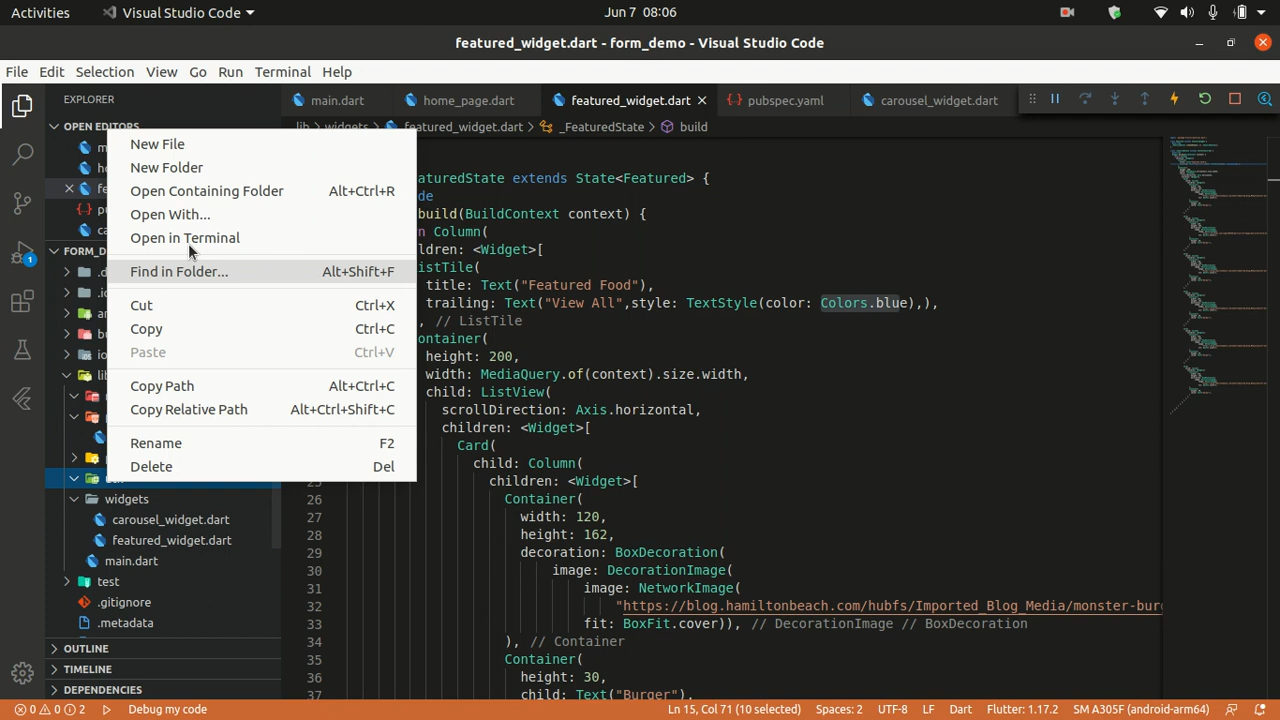 Activities
Visual Studio Code
Jun 7 08:06
featured_widget.dart - form_demo - Visual Studio Code
File Edit Selection View Go Run Terminal Help
EXPLORER
main.dart
home_page.dart
featured_widget.dart
pubspec.yaml
carousel_widget.dart
OPEN EDITORS
lib › widgets › featured_widget.dart › _FeaturedState › build
New File
New Folder
Open Containing Folder Alt+Ctrl+R
Open With...
Open in Terminal
Find in Folder... Alt+Shift+F
Cut Ctrl+X
Copy Ctrl+C
Paste Ctrl+V
Copy Path Alt+Ctrl+C
Copy Relative Path Alt+Ctrl+Shift+C
Rename F2
Delete Del
1
widgets
carousel_widget.dart
featured_widget.dart
main.dart
test
.gitignore
.metadata
OUTLINE
TIMELINE
DEPENDENCIES
extends State<Featured> {
build(BuildContext context) {
Column(
<Widget>[
title: Text("Featured Food"),
trailing: Text("View All",style: TextStyle(color: Colors.blue),),
, // ListTile
height: 200,
width: MediaQuery.of(context).size.width,
child: ListView(
scrollDirection: Axis.horizontal,
children: <Widget>[
Card(
child: Column(
children: <Widget>[
26 Container(
27 width: 120,
28 height: 162,
29 decoration: BoxDecoration(
30 image: DecorationImage(
31 image: NetworkImage(
32 "https://blog.hamiltonbeach.com/hubfs/Imported_Blog_Media/monster-bur
33 fit: BoxFit.cover)), // DecorationImage // BoxDecoration
34 ), // Container
35 Container(
36 height: 30,
37 child: Text("Burger"),
0 0 2
Debug my code
Ln 15, Col 71 (10 selected)
Spaces: 2
UTF-8
LF
Dart
Flutter: 1.17.2
SM A305F (android-arm64)